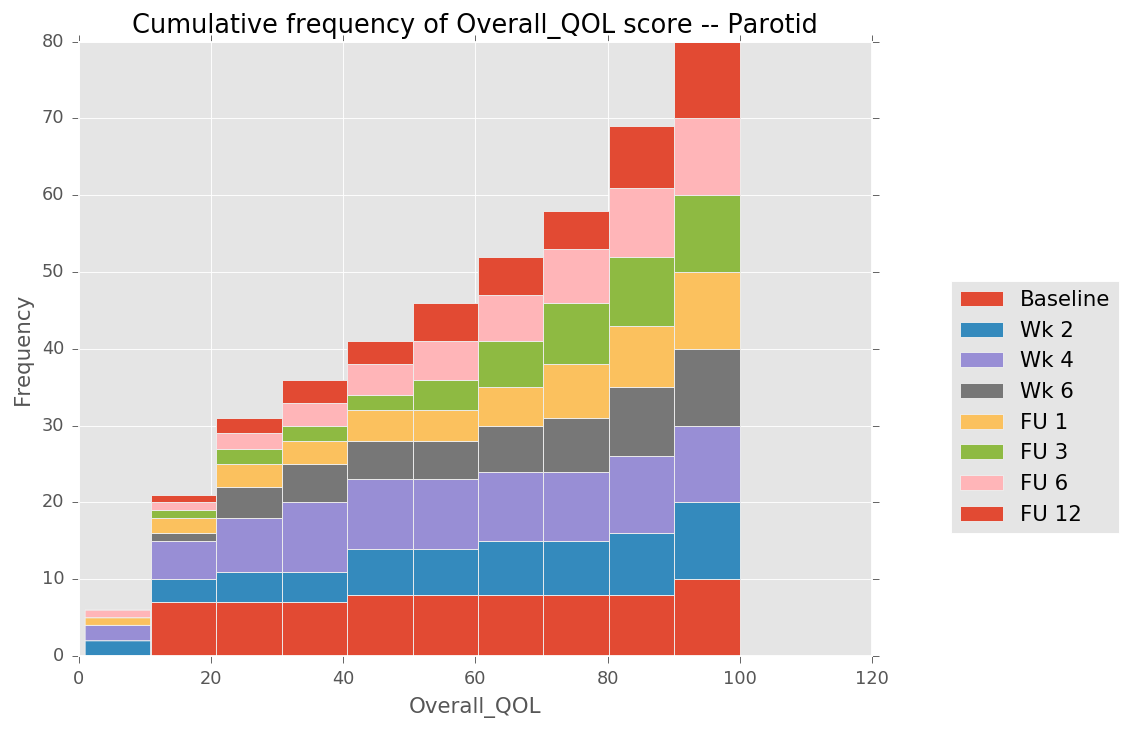 Cumulative frequency of Overall_QOL score -- Parotid
80
70
60
50
40
30
20
10
0
Frequency
0 20 40 60 80 100 120
Overall_QOL
Baseline
Wk 2
Wk 4
Wk 6
FU 1
FU 3
FU 6
FU 12